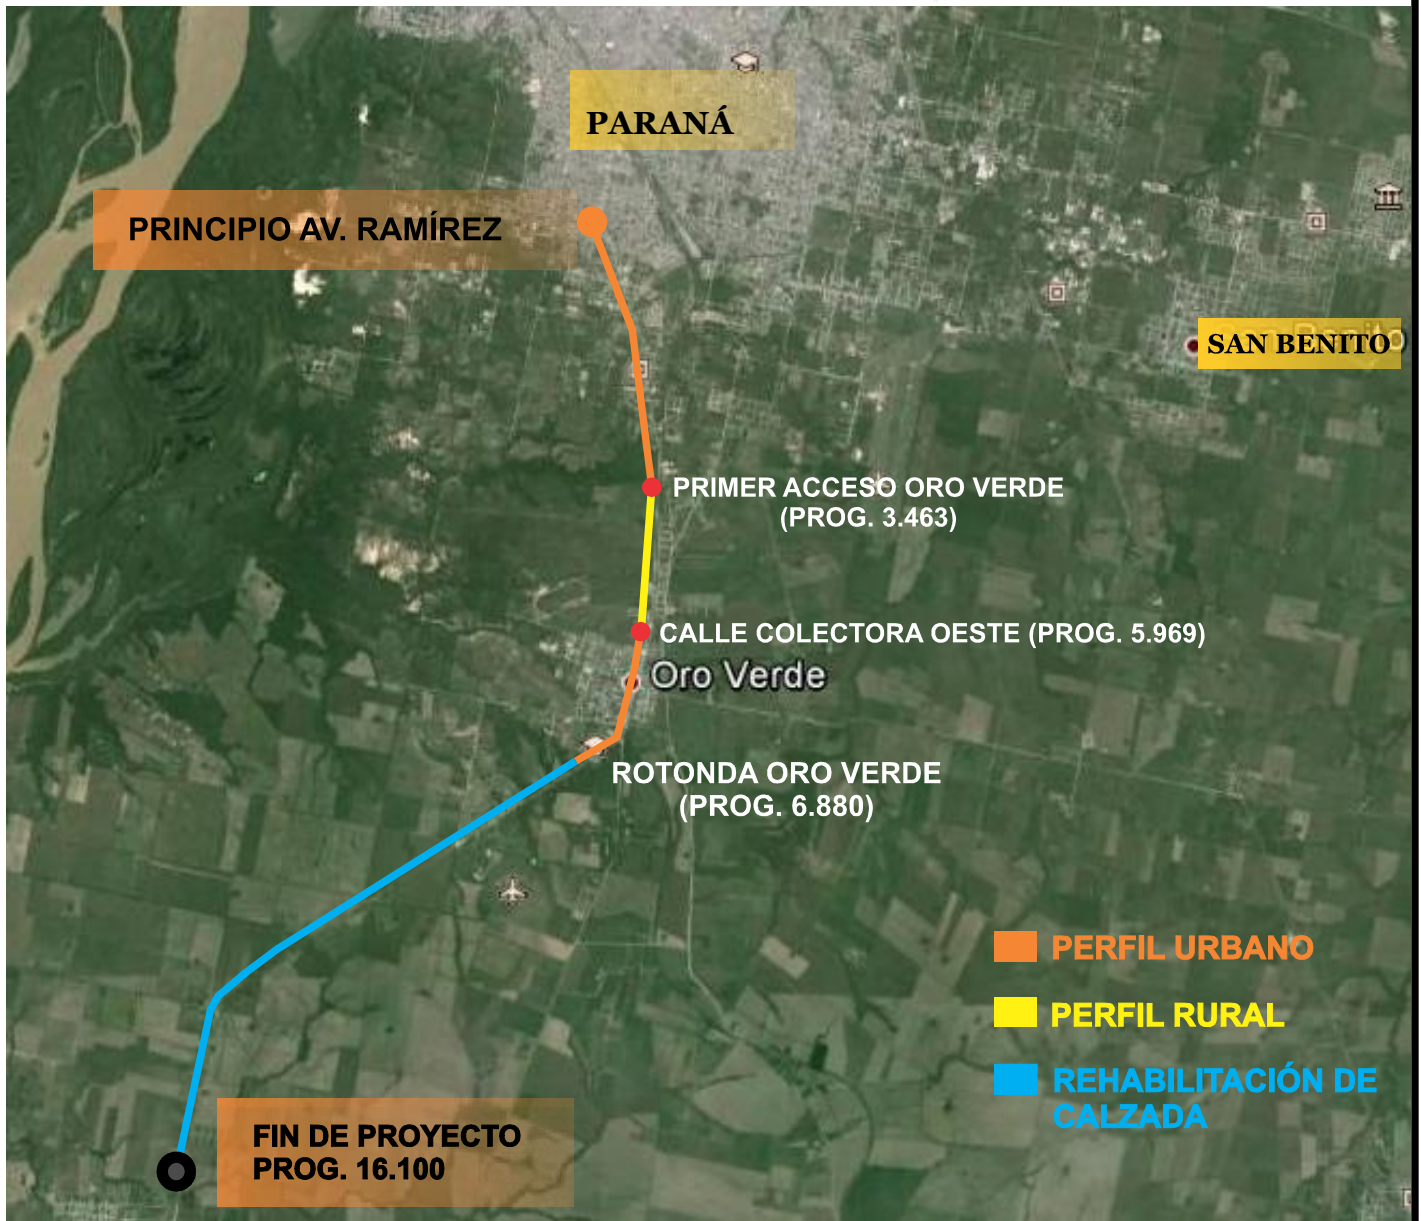 PARANÁ
PRINCIPIO AV. RAMÍREZ
SAN BENITO
PRIMER ACCESO ORO VERDE
(PROG. 3.463)
CALLE COLECTORA OESTE (PROG. 5.969)
Oro Verde
ROTONDA ORO VERDE
(PROG. 6.880)
PERFIL URBANO
PERFIL RURAL
REHABILITACIÓN DE
CALZADA
FIN DE PROYECTO
PROG. 16.100